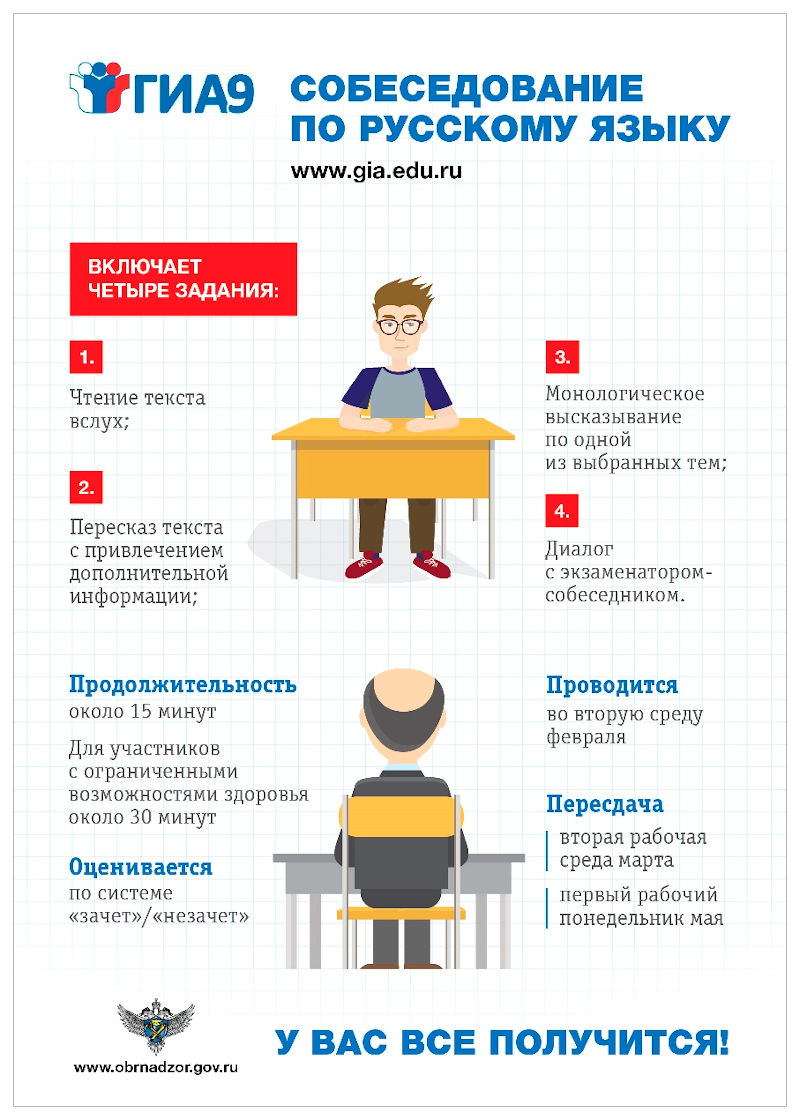 ГИА9
СОБЕСЕДОВАНИЕ
ПО РУССКОМУ ЯЗЫКУ
www.gia.edu.ru
ВКЛЮЧАЕТ
ЧЕТЫРЕ ЗАДАНИЯ:
1.
Чтение текста
вслух;
2.
Пересказ текста
с привлечением
дополнительной
информации;
3.
Монологическое
высказывание
по одной
из выбранных тем;
4.
Диалог
с экзаменатором-
собеседником.
Продолжительность
около 15 минут
Для участников
с ограниченными
возможностями здоровья
около 30 минут
Оценивается
по системе
«зачет»/«незачет»
Проводится
во вторую среду
февраля
Пересдача
вторая рабочая
среда марта
первый рабочий
понедельник мая
www.obrnadzor.gov.ru
У ВАС ВСЕ ПОЛУЧИТСЯ!